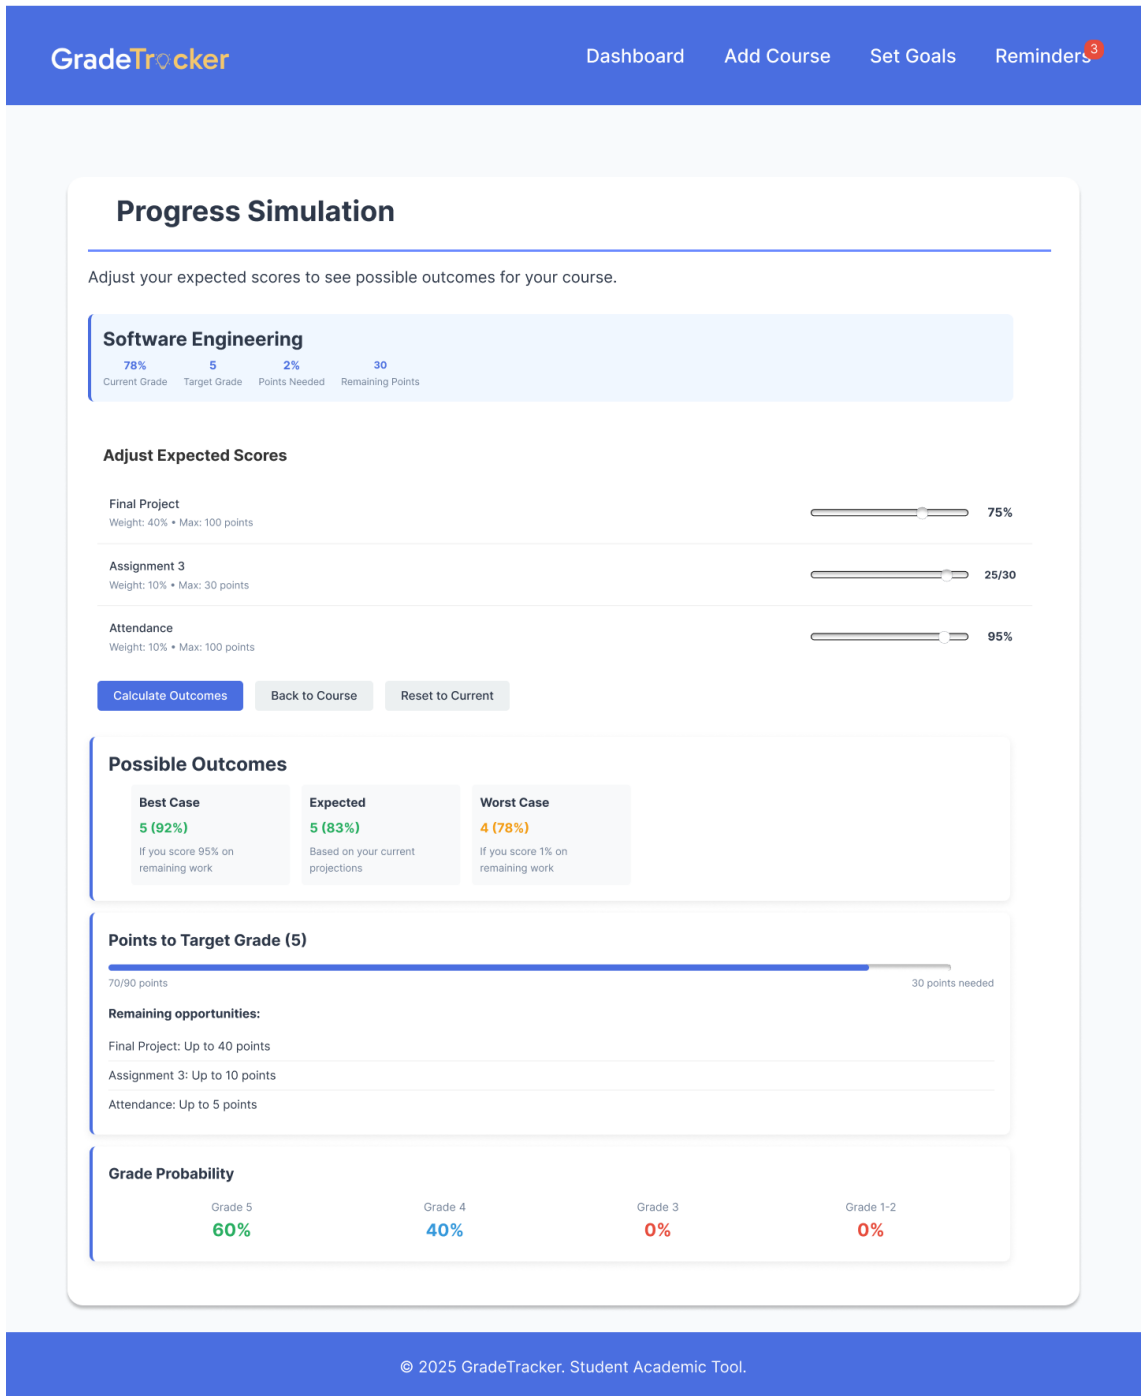 GradeTracker
Dashboard Add Course Set Goals Reminders 3
Progress Simulation
Adjust your expected scores to see possible outcomes for your course.
Software Engineering
78% 5 2% 30
Current Grade Target Grade Points Needed Remaining Points
Adjust Expected Scores
Final Project
Weight: 40% • Max: 100 points
75%
Assignment 3
Weight: 10% • Max: 30 points
25/30
Attendance
Weight: 10% • Max: 100 points
95%
Calculate Outcomes Back to Course Reset to Current
Possible Outcomes
Best Case
5 (92%)
If you score 95% on
remaining work
Expected
5 (83%)
Based on your current
projections
Worst Case
4 (78%)
If you score 1% on
remaining work
Points to Target Grade (5)
70/90 points 30 points needed
Remaining opportunities:
Final Project: Up to 40 points
Assignment 3: Up to 10 points
Attendance: Up to 5 points
Grade Probability
Grade 5 Grade 4 Grade 3 Grade 1-2
60% 40% 0% 0%
© 2025 GradeTracker. Student Academic Tool.